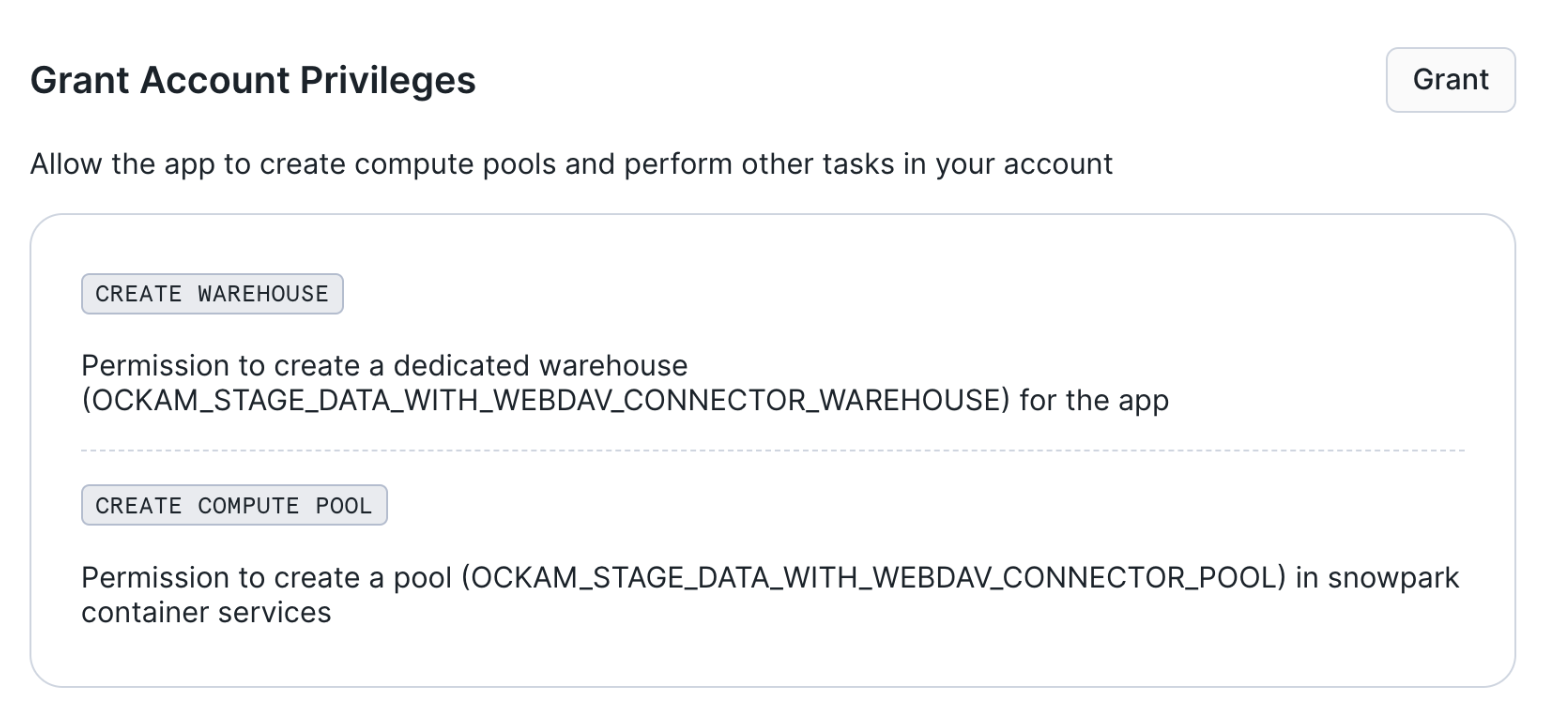 Grant Account Privileges
Grant
Allow the app to create compute pools and perform other tasks in your account
CREATE WAREHOUSE
Permission to create a dedicated warehouse
(OCKAM_STAGE_DATA_WITH_WEBDAV_CONNECTOR_WAREHOUSE) for the app
CREATE COMPUTE POOL
Permission to create a pool (OCKAM_STAGE_DATA_WITH_WEBDAV_CONNECTOR_POOL) in snowpark
container services